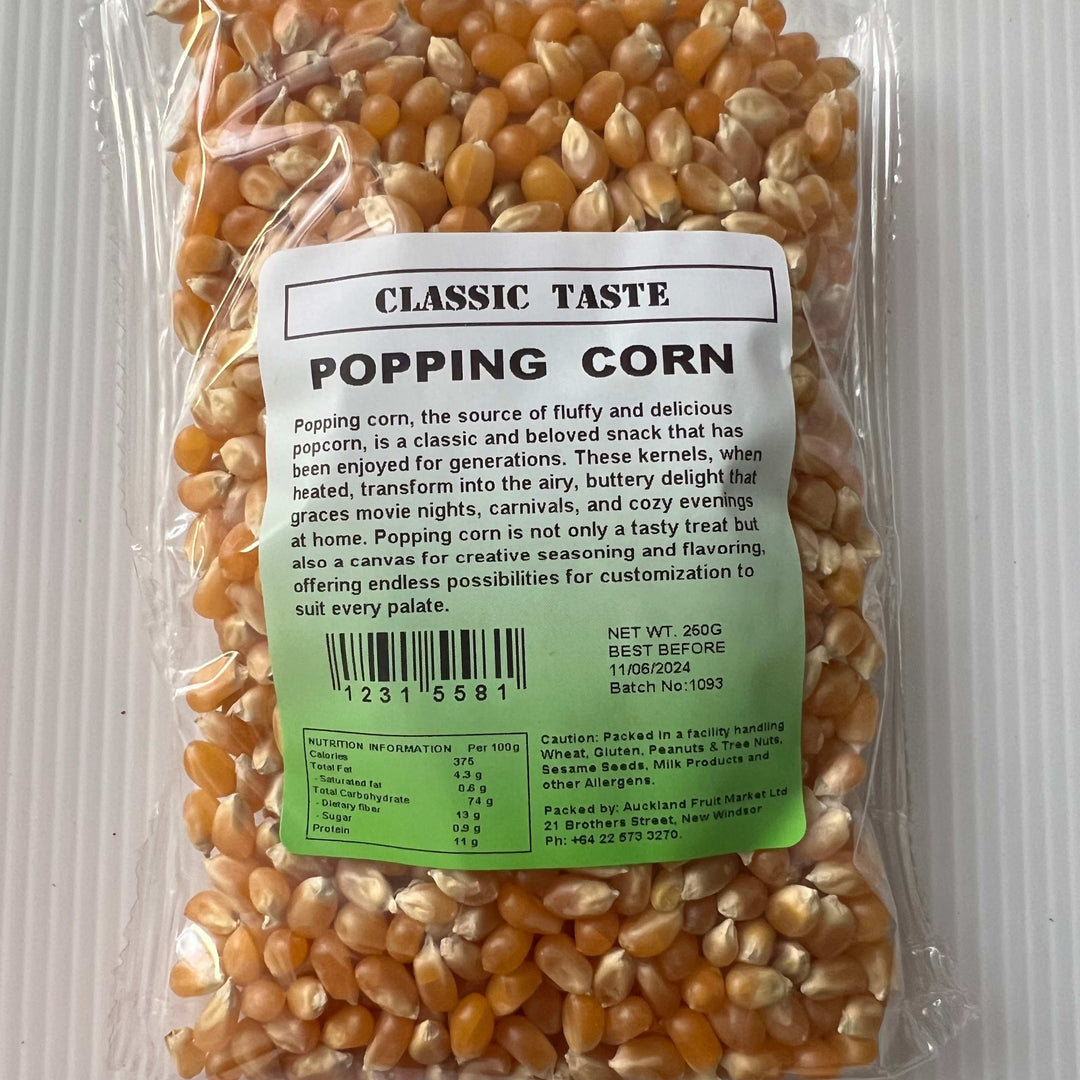 CLASSIC TASTE
POPPING CORN
Popping corn, the source of fluffy and delicious
popcorn, is a classic and beloved snack that has
been enjoyed for generations. These kernels, when
heated, transform into the airy, buttery delight that
graces movie nights, carnivals, and cozy evenings
at home. Popping corn is not only a tasty treat but
also a canvas for creative seasoning and flavoring,
offering endless possibilities for customization to
suit every palate.
1231 5581
NET WT. 250G
BEST BEFORE
11/06/2024
Batch No:1093
NUTRITION INFORMATION Per 100g
Calories 375
Total Fat 4.3 g
- Saturated fat 0.6 g
Total Carbohydrate 74 g
- Dietary fiber 13 g
- Sugar 0.9 g
Protein 11 g
Caution: Packed in a facility handling
Wheat, Gluten, Peanuts & Tree Nuts,
Sesame Seeds, Milk Products and
other Allergens.
Packed by: Auckland Fruit Market Ltd
21 Brothers Street, New Windsor
Ph: +64 22 573 3270.